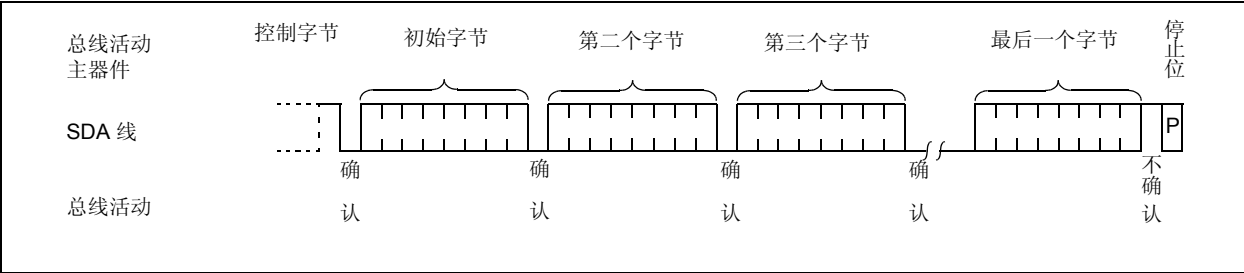 总线活动
主器件
控制字节
初始字节
第二个字节
第三个字节
最后一个字节
停止位
SDA 线
P
总线活动
确认
确认
确认
确认
不确认